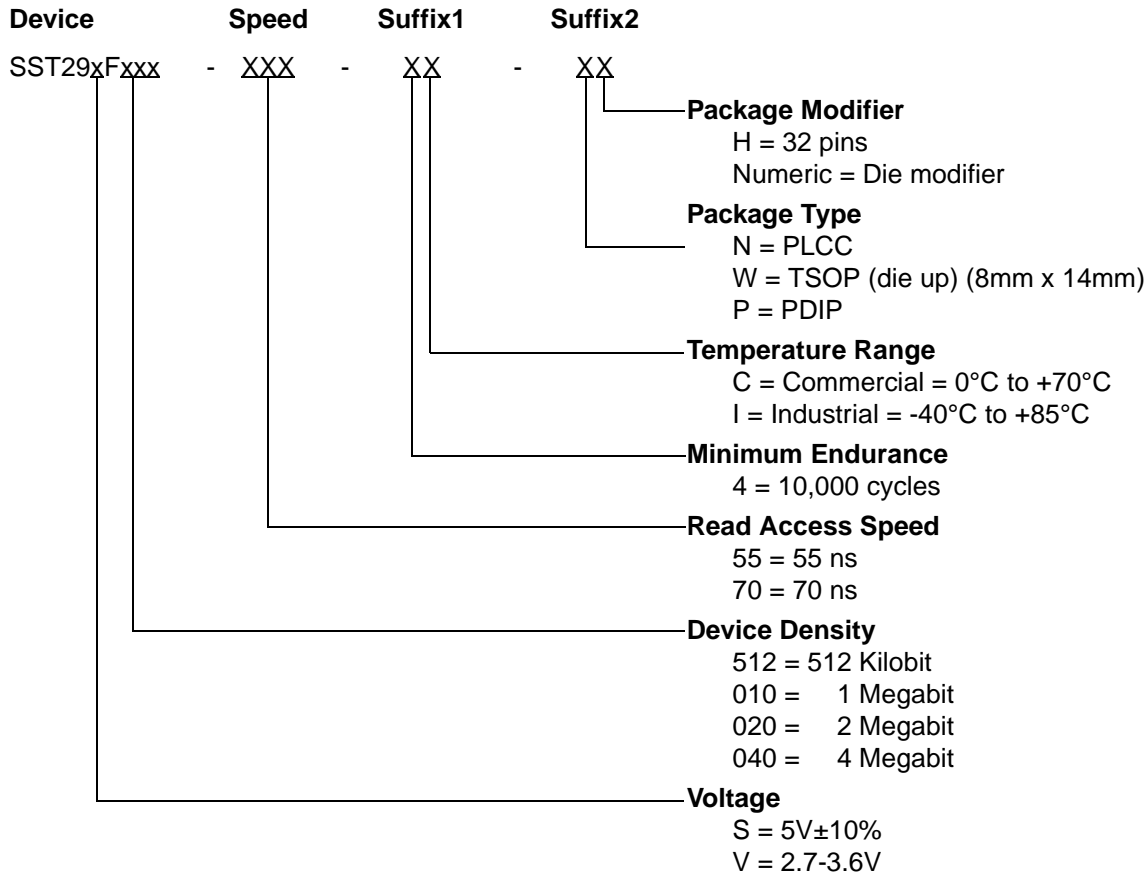 Device Speed Suffix1 Suffix2
SST29xFxxx - XXX - XX - XX
Package Modifier
H = 32 pins
Numeric = Die modifier
Package Type
N = PLCC
W = TSOP (die up) (8mm x 14mm)
P = PDIP
Temperature Range
C = Commercial = 0°C to +70°C
I = Industrial = -40°C to +85°C
Minimum Endurance
4 = 10,000 cycles
Read Access Speed
55 = 55 ns
70 = 70 ns
Device Density
512 = 512 Kilobit
010 = 1 Megabit
020 = 2 Megabit
040 = 4 Megabit
Voltage
S = 5V±10%
V = 2.7-3.6V